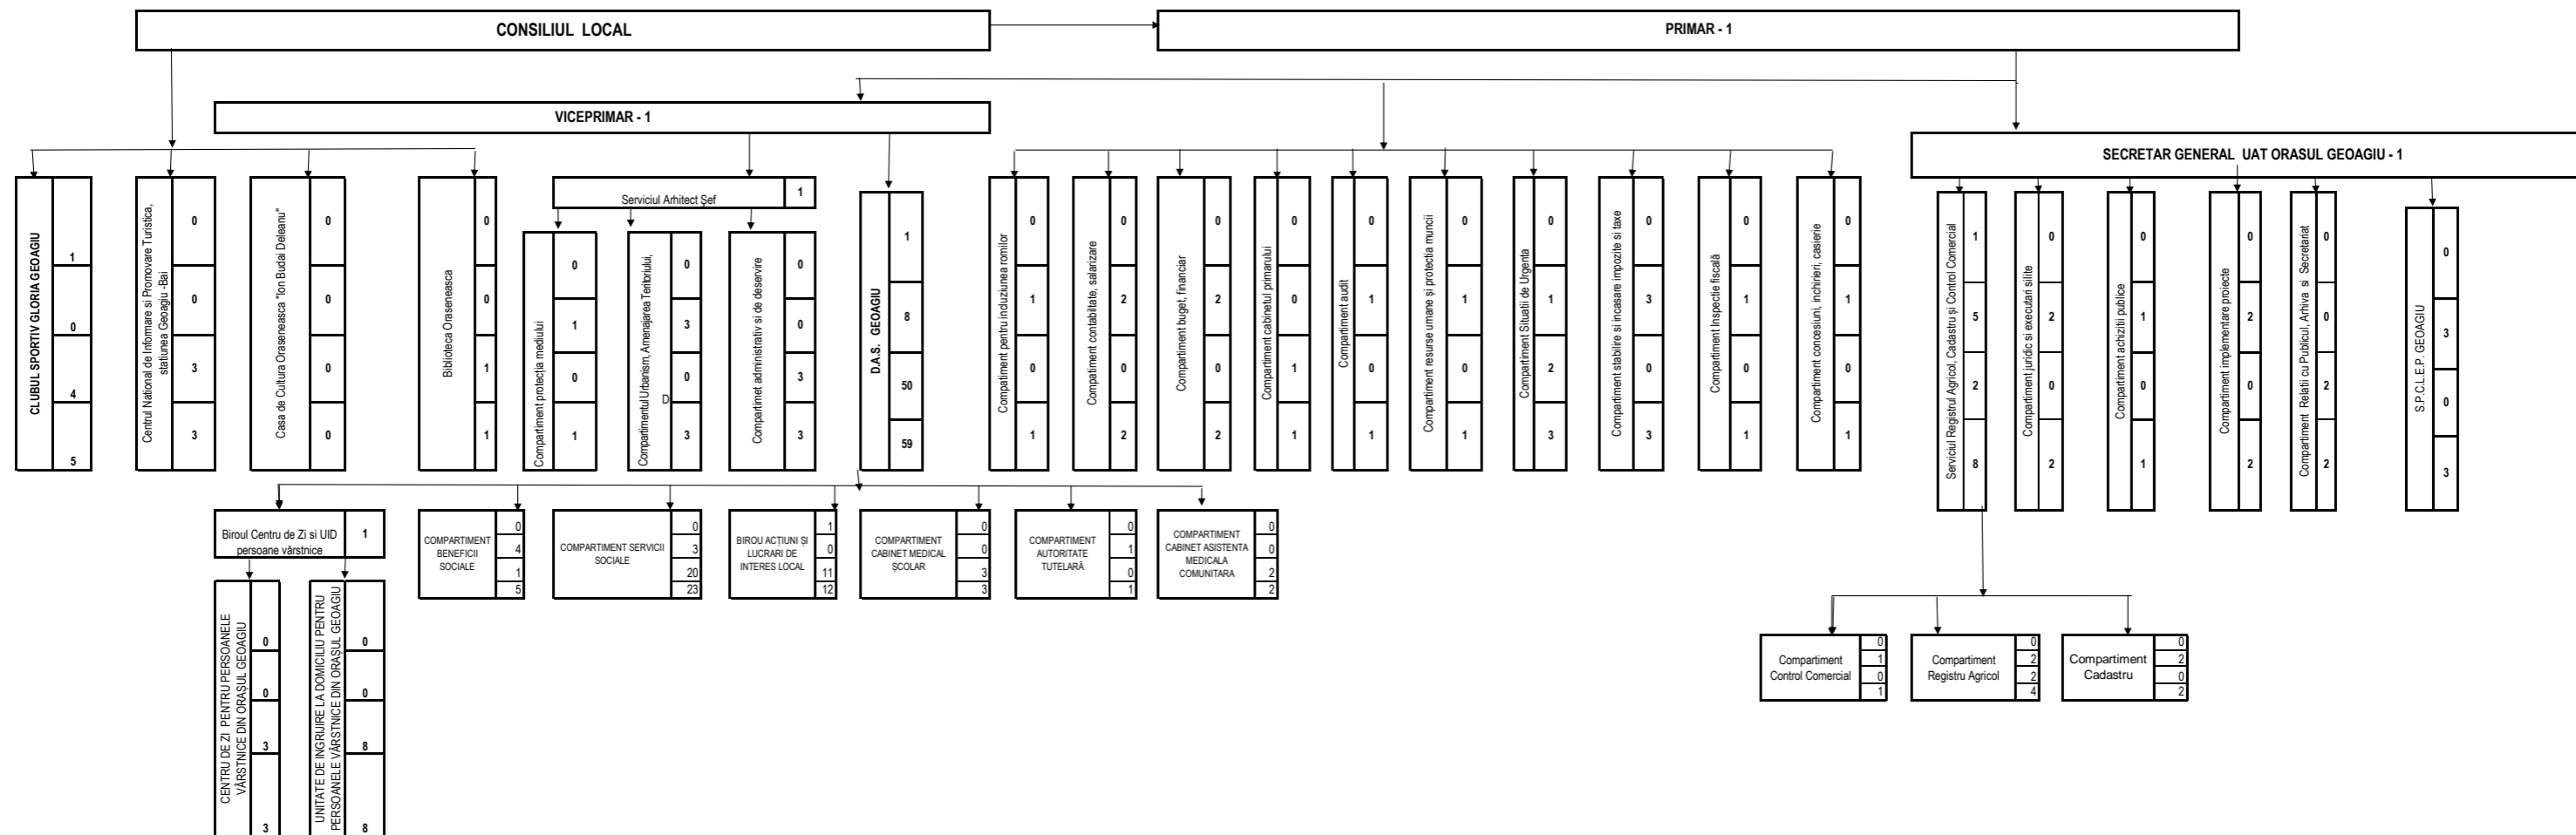 CONSILIUL LOCAL
PRIMAR - 1
VICEPRIMAR - 1
SECRETAR GENERAL UAT ORASUL GEOAGIU - 1
CLUBUL SPORTIV GLORIA GEOAGIU
1
0
4
5
Centrul National de Informare si Promovare Turistica,
statiunea Geoagiu -Bai
0
0
3
3
Casa de Cultura Oraseneasca "Ion Budai Deleanu"
0
0
0
0
Biblioteca Oraseneasca
0
0
1
1
Serviciul Arhitect Șef
1
Compartiment protecția mediului
0
1
0
1
Compartimentul Urbanism, Amenajarea Teritoriului,
D
0
3
0
3
Compartimet administrativ si de deservire
0
0
3
3
D.A.S. GEOAGIU
1
8
50
59
Compatiment pentru incluziunea romilor
0
1
0
1
Compatiment contabilitate, salarizare
0
2
0
2
Compartiment buget, financiar
0
2
0
2
Compartiment cabinetul primarului
0
0
1
1
Compartiment audit
0
1
0
1
Compartiment resurse umane și protectia muncii
0
1
0
1
Compartiment Situatii de Urgenta
0
1
2
3
Compartiment stabilire si incasare impozite si taxe
0
3
0
3
Compartiment Inspectie fiscală
0
1
0
1
Compartiment concesiuni, inchirieri, casierie
0
1
0
1
Serviciul Registrul Agricol, Cadastru și Control Comercial
1
5
2
8
Compartiment juridic si executari silite
0
2
0
2
Compartiment achizitii publice
0
1
0
1
Compartiment implementare proiecte
0
2
0
2
Compartiment Relatii cu Publicul, Arhiva si Secretariat
0
0
2
2
S.P.C.L.E.P. GEOAGIU
0
3
0
3
Biroul Centru de Zi si UID
persoane vârstnice
1
COMPARTIMENT
BENEFICII
SOCIALE
0
4
1
5
COMPARTIMENT SERVICII
SOCIALE
0
3
20
23
BIROU ACȚIUNI ȘI
LUCRARI DE
INTERES LOCAL
1
0
11
12
COMPARTIMENT
CABINET MEDICAL
ȘCOLAR
0
0
3
3
COMPARTIMENT
AUTORITATE
TUTELARĂ
0
1
0
1
COMPARTIMENT
CABINET ASISTENTA
MEDICALA
COMUNITARA
0
0
2
2
CENTRU DE ZI PENTRU PERSOANELE
VÂRSTNICE DIN ORAȘUL GEOAGIU
0
0
3
3
UNITATE DE INGRIJIRE LA DOMICILIU PENTRU
PERSOANELE VÂRSTNICE DIN ORAȘUL GEOAGIU
0
0
8
8
Compartiment
Control Comercial
0
1
0
1
Compartiment
Registru Agricol
0
2
2
4
Compartiment
Cadastru
0
2
0
2